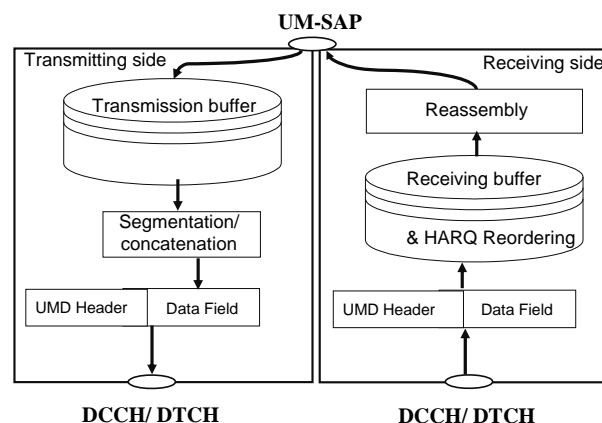 UM-SAP
Transmitting side
Transmission buffer
Segmentation/
concatenation
UMD Header
Data Field
DCCH/ DTCH
Receiving side
Reassembly
Receiving buffer
& HARQ Reordering
UMD Header
Data Field
DCCH/ DTCH